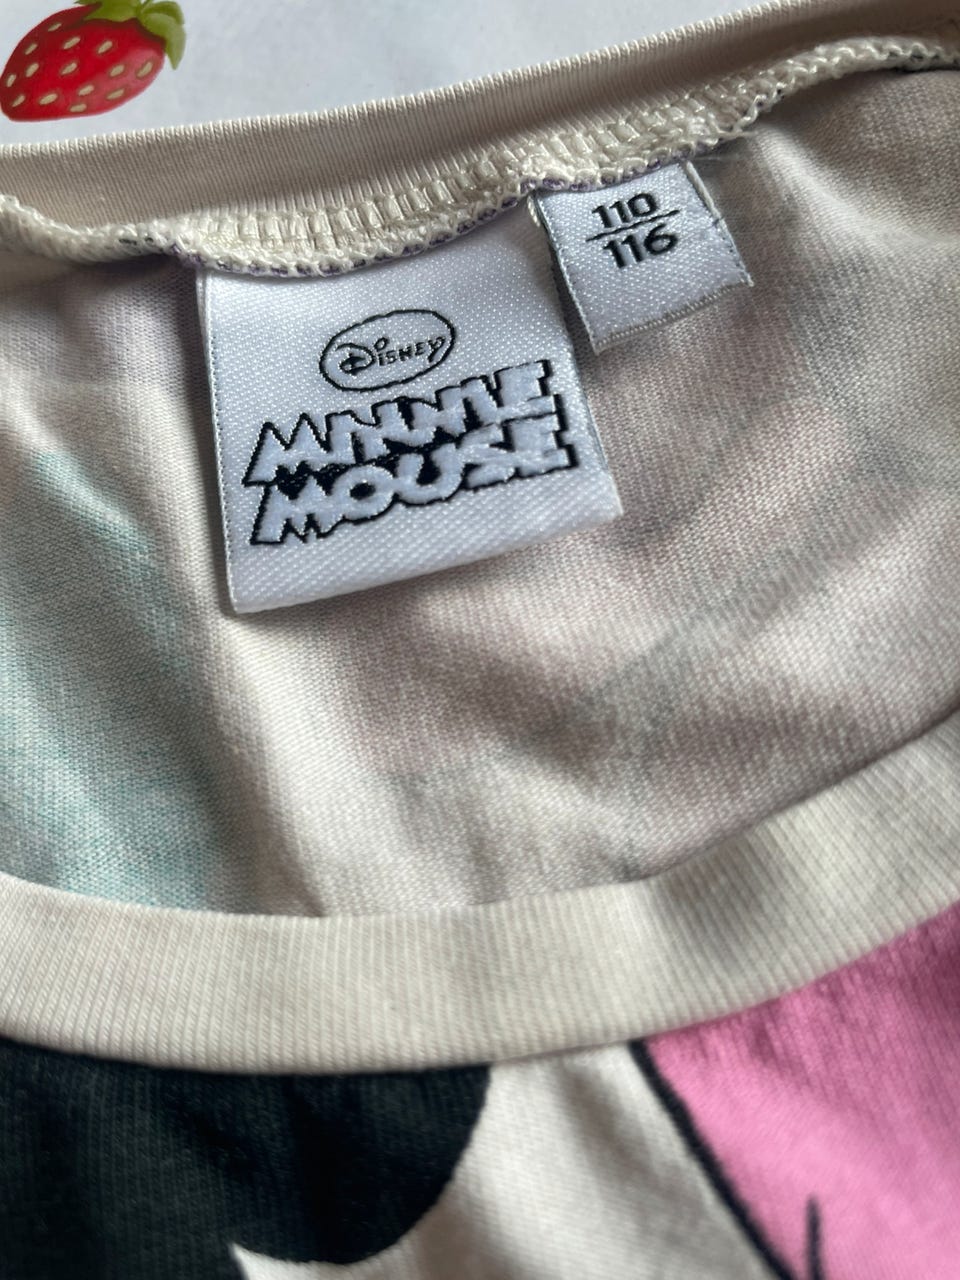 110
116
Disney
MINNIE
MOUSE